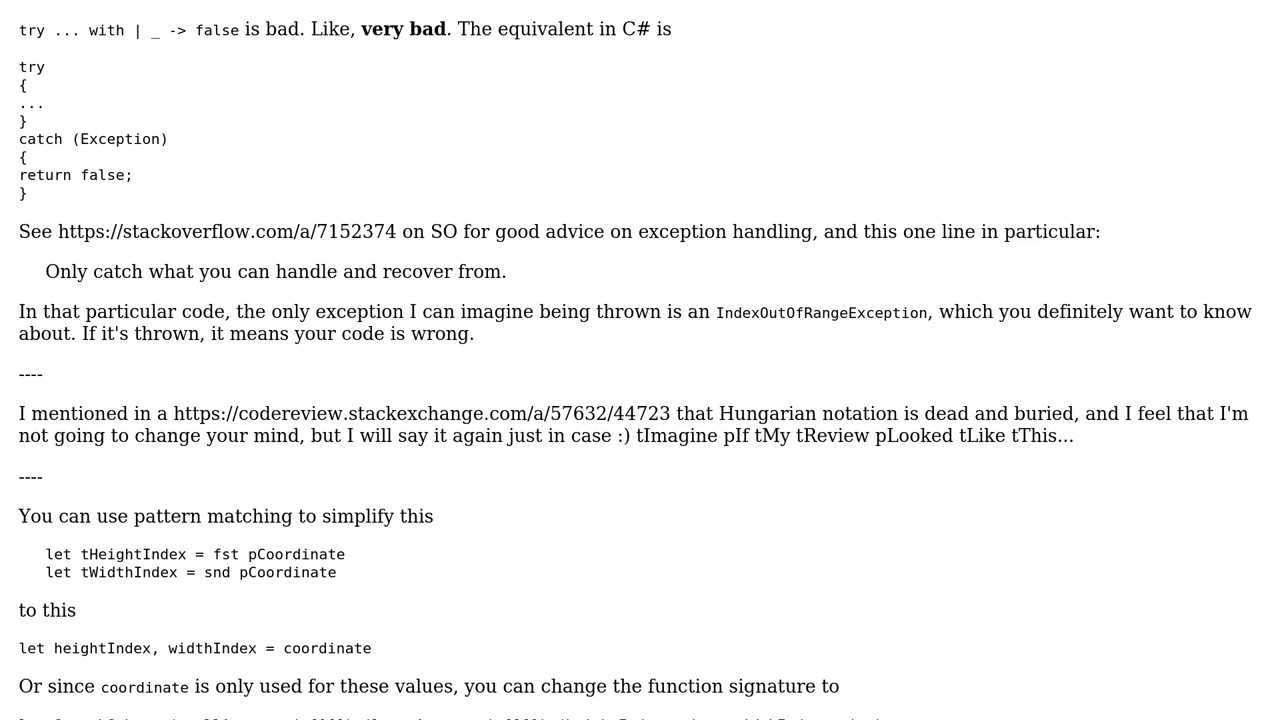 try ... with | _ -> false is bad. Like, very bad. The equivalent in C# is
try
{
...
}
catch (Exception)
{
return false;
}
See https://stackoverflow.com/a/7152374 on SO for good advice on exception handling, and this one line in particular:
Only catch what you can handle and recover from.
In that particular code, the only exception I can imagine being thrown is an IndexOutOfRangeException, which you definitely want to know
about. If it's thrown, it means your code is wrong.
----
I mentioned in a https://codereview.stackexchange.com/a/57632/44723 that Hungarian notation is dead and buried, and I feel that I'm
not going to change your mind, but I will say it again just in case :) tImagine pIf tMy tReview pLooked tLike tThis...
----
You can use pattern matching to simplify this
let tHeightIndex = fst pCoordinate
let tWidthIndex = snd pCoordinate
to this
let heightIndex, widthIndex = coordinate
Or since coordinate is only used for these values, you can change the function signature to